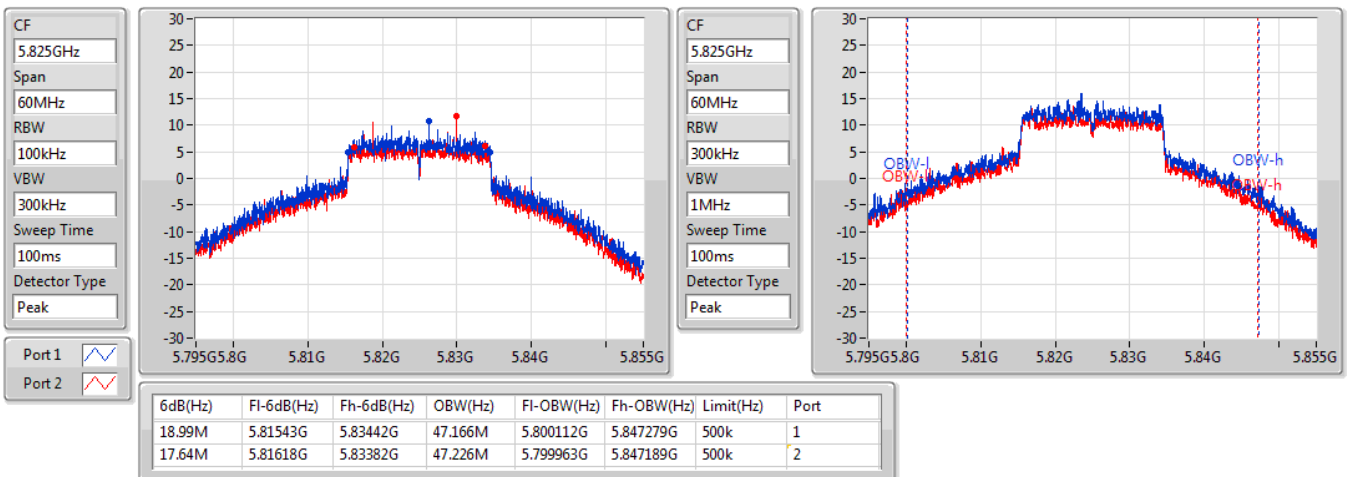 CF
5.825GHz
Span
60MHz
RBW
100kHz
VBW
300kHz
Sweep Time
100ms
Detector Type
Peak
Port 1
Port 2
30
25
20
15
10
5
0
-5
-10
-15
-20
-25
-30
5.795G 5.8G 5.81G 5.82G 5.83G 5.84G 5.855G
CF
5.825GHz
Span
60MHz
RBW
300kHz
VBW
1MHz
Sweep Time
100ms
Detector Type
Peak
30
25
20
15
10
5
0
-5
-10
-15
-20
-25
-30
OBW-l
OBW-l
OBW-h
OBW-h
5.795G 5.8G 5.81G 5.82G 5.83G 5.84G 5.855G
6dB(Hz) Fl-6dB(Hz) Fh-6dB(Hz) OBW(Hz) Fl-OBW(Hz) Fh-OBW(Hz) Limit(Hz) Port
18.99M 5.81543G 5.83442G 47.166M 5.800112G 5.847279G 500k 1
17.64M 5.81618G 5.83382G 47.226M 5.799963G 5.847189G 500k 2